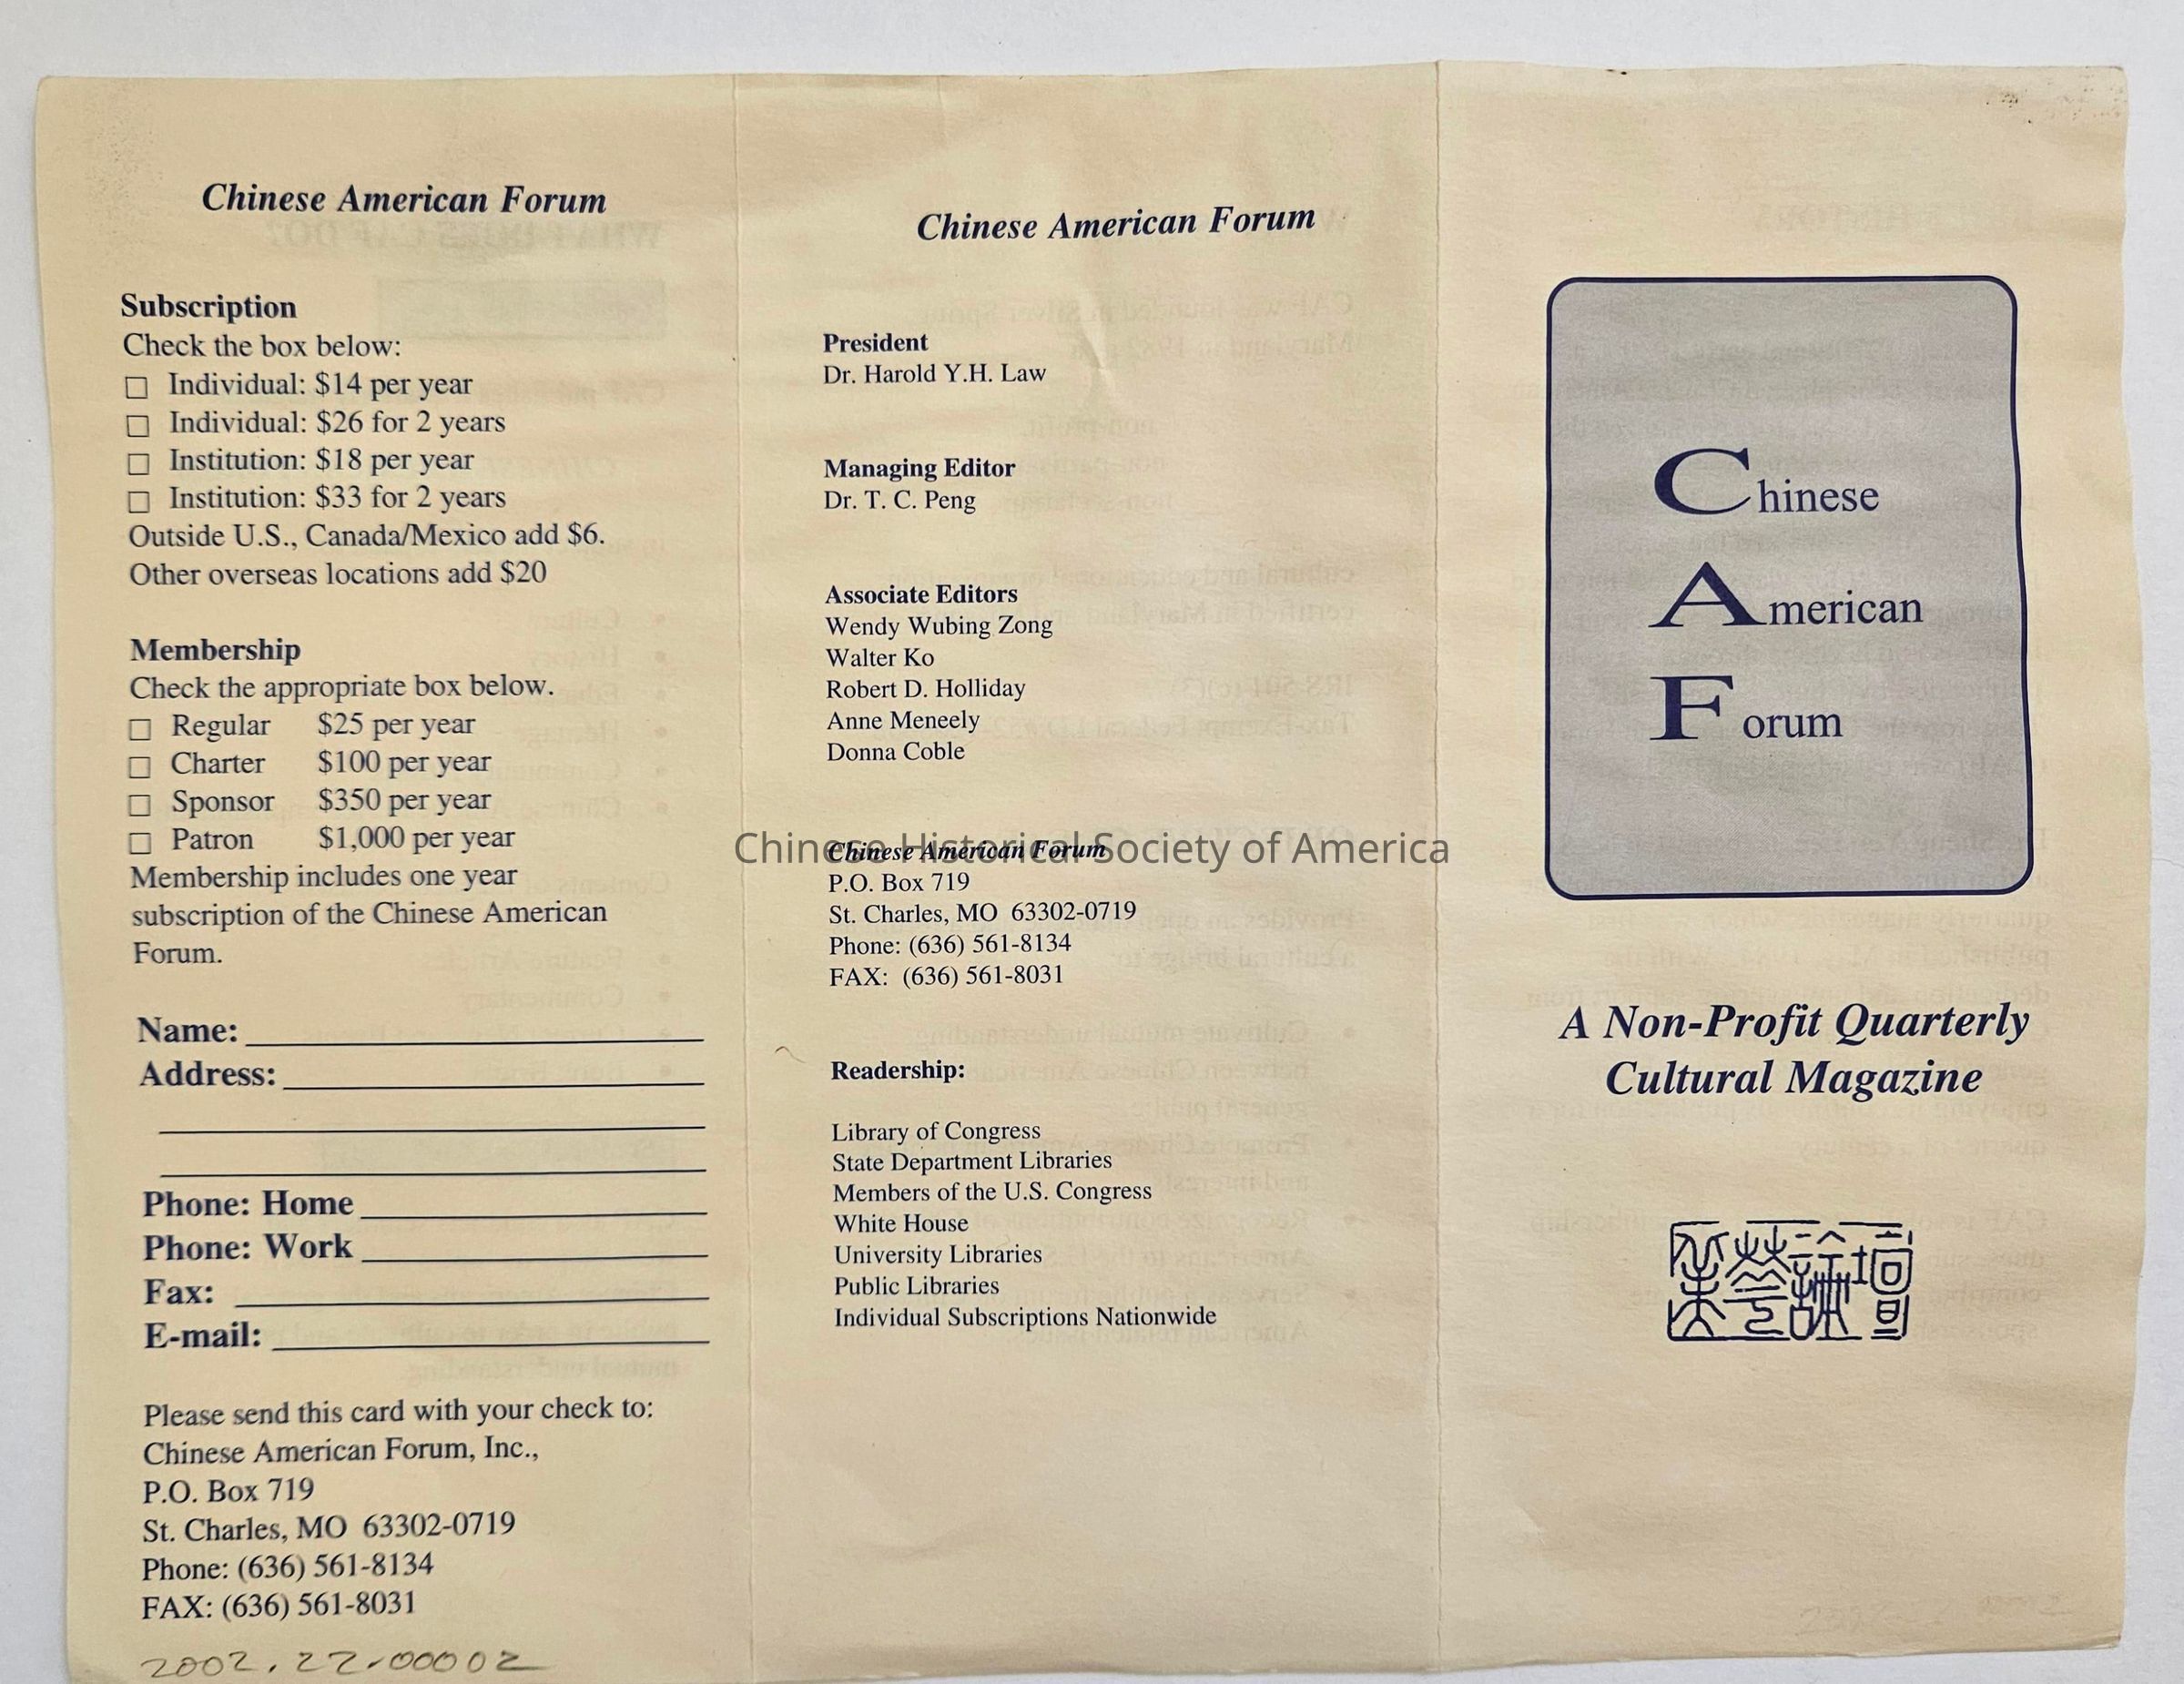 Chinese American Forum
Subscription
Check the box below:
☐ Individual: $14 per year
☐ Individual: $26 for 2 years
☐ Institution: $18 per year
☐ Institution: $33 for 2 years
Outside U.S., Canada/Mexico add $6.
Other overseas locations add $20
Membership
Check the appropriate box below.
☐ Regular $25 per year
☐ Charter $100 per year
☐ Sponsor $350 per year
☐ Patron $1,000 per year
Membership includes one year
subscription of the Chinese American
Forum.
Name:
Address:
Phone: Home
Phone: Work
Fax:
E-mail:
Please send this card with your check to:
Chinese American Forum, Inc.,
P.O. Box 719
St. Charles, MO 63302-0719
Phone: (636) 561-8134
FAX: (636) 561-8031
2002.22.00002
Chinese American Forum
President
Dr. Harold Y.H. Law
Managing Editor
Dr. T. C. Peng
Associate Editors
Wendy Wubing Zong
Walter Ko
Robert D. Holliday
Anne Meneely
Donna Coble
Chinese Historical Society of America
Chinese American Forum
P.O. Box 719
St. Charles, MO 63302-0719
Phone: (636) 561-8134
FAX: (636) 561-8031
Readership:
Library of Congress
State Department Libraries
Members of the U.S. Congress
White House
University Libraries
Public Libraries
Individual Subscriptions Nationwide
Chinese
American
Forum
A Non-Profit Quarterly
Cultural Magazine